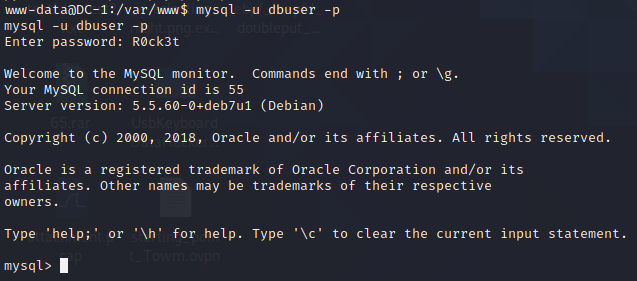 www-data@DC-1:/var/www$ mysql -u dbuser -p
mysql -u dbuser -p
Enter password: R0ck3t
Welcome to the MySQL monitor.  Commands end with ; or \g.
Your MySQL connection id is 55
Server version: 5.5.60-0+deb7u1 (Debian)
Copyright (c) 2000, 2018, Oracle and/or its affiliates. All rights reserved.
Oracle is a registered trademark of Oracle Corporation and/or its
affiliates. Other names may be trademarks of their respective
owners.
Type 'help;' or '\h' for help. Type '\c' to clear the current input statement.
mysql>